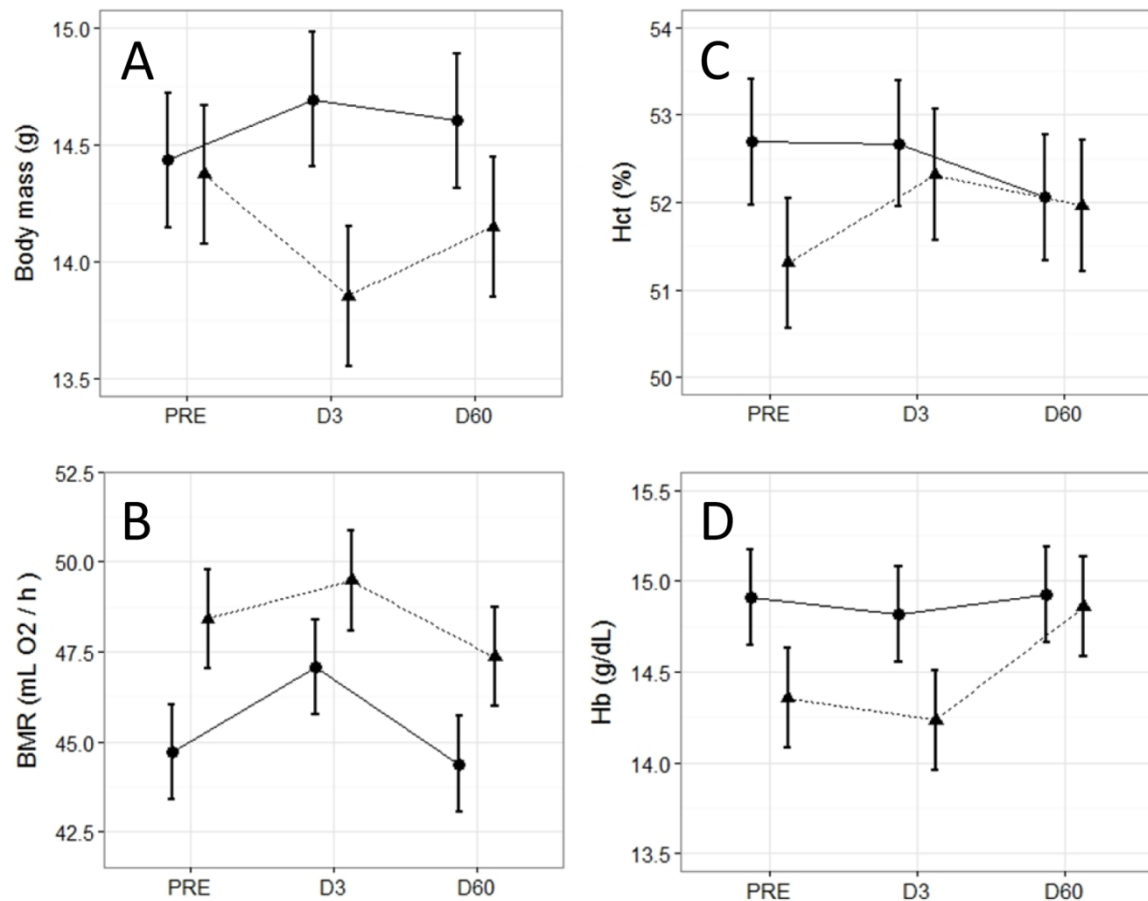 A
Body mass (g)
15.0
14.5
14.0
13.5
PRE D3 D60
C
Hct (%)
54
53
52
51
50
PRE D3 D60
B
BMR (mL O2 / h )
52.5
50.0
47.5
45.0
42.5
PRE D3 D60
D
Hb (g/dL)
15.5
15.0
14.5
14.0
13.5
PRE D3 D60